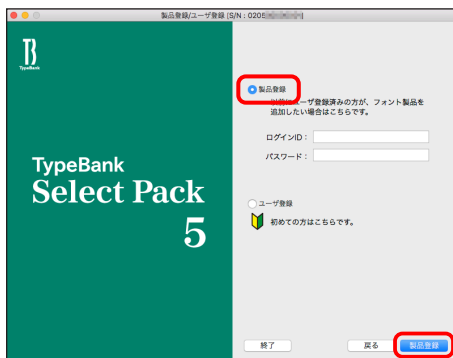 製品登録/ユーザ登録 [S/N : 0205
TB
TypeBank
TypeBank
Select Pack
5
製品登録
以前にユーザ登録済みの方が、フォント製品を
追加したい場合はこちらです。
ログインID：
パスワード：
ユーザ登録
初めての方はこちらです。
終了
戻る
製品登録